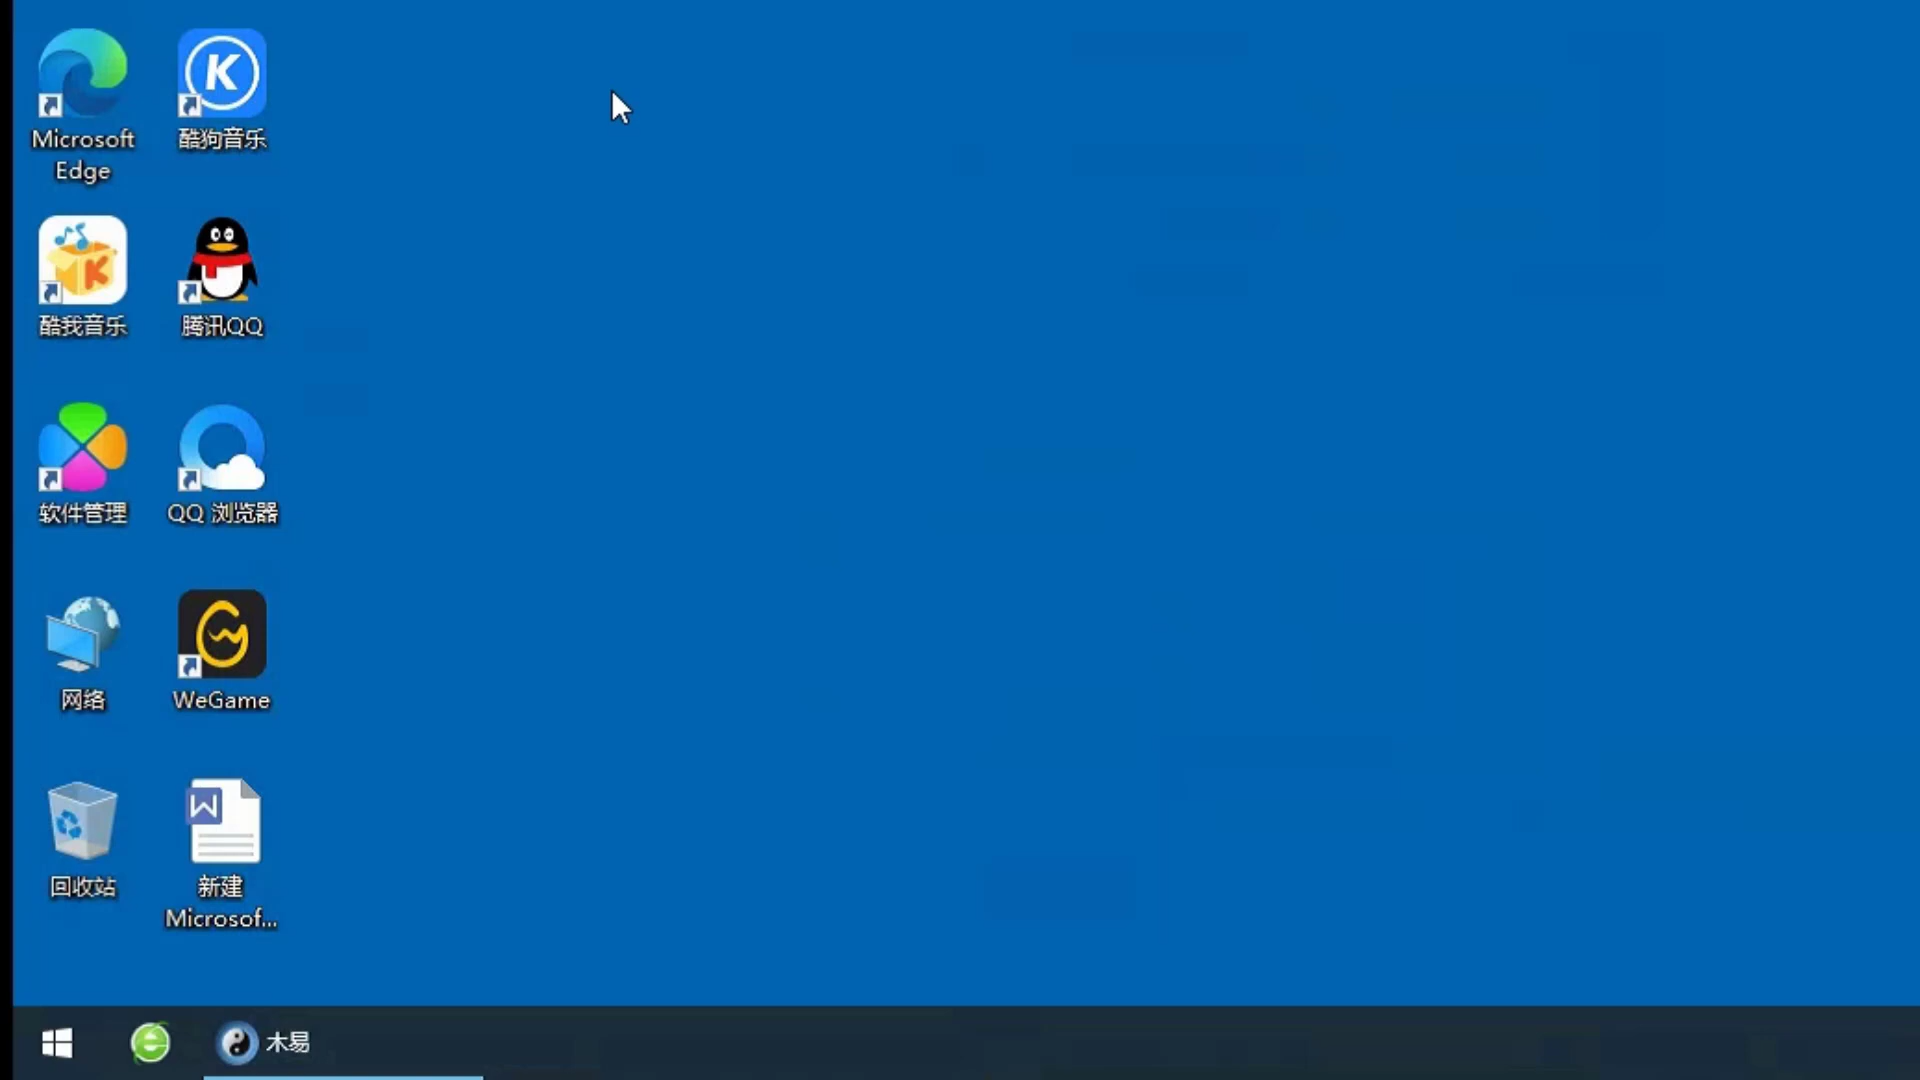 Microsoft
Edge
酷狗音乐
酷我音乐
腾讯QQ
软件管理
QQ 浏览器
网络
WeGame
回收站
新建
Microsof...
木易